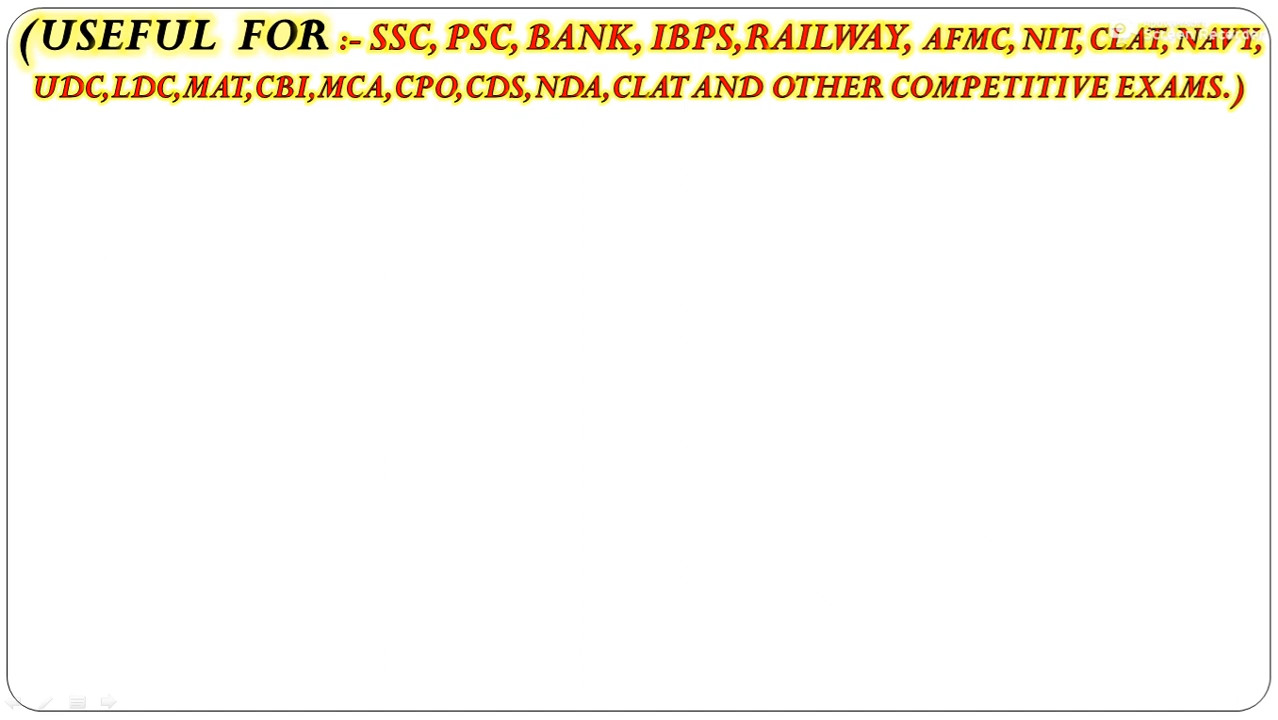 (USEFUL FOR :- SSC, PSC, BANK, IBPS,RAILWAY, AFMC, NIT, CLAT, NAVY,
UDC,LDC,MAT,CBI,MCA,CPO,CDS,NDA,CLAT AND OTHER COMPETITIVE EXAMS.)